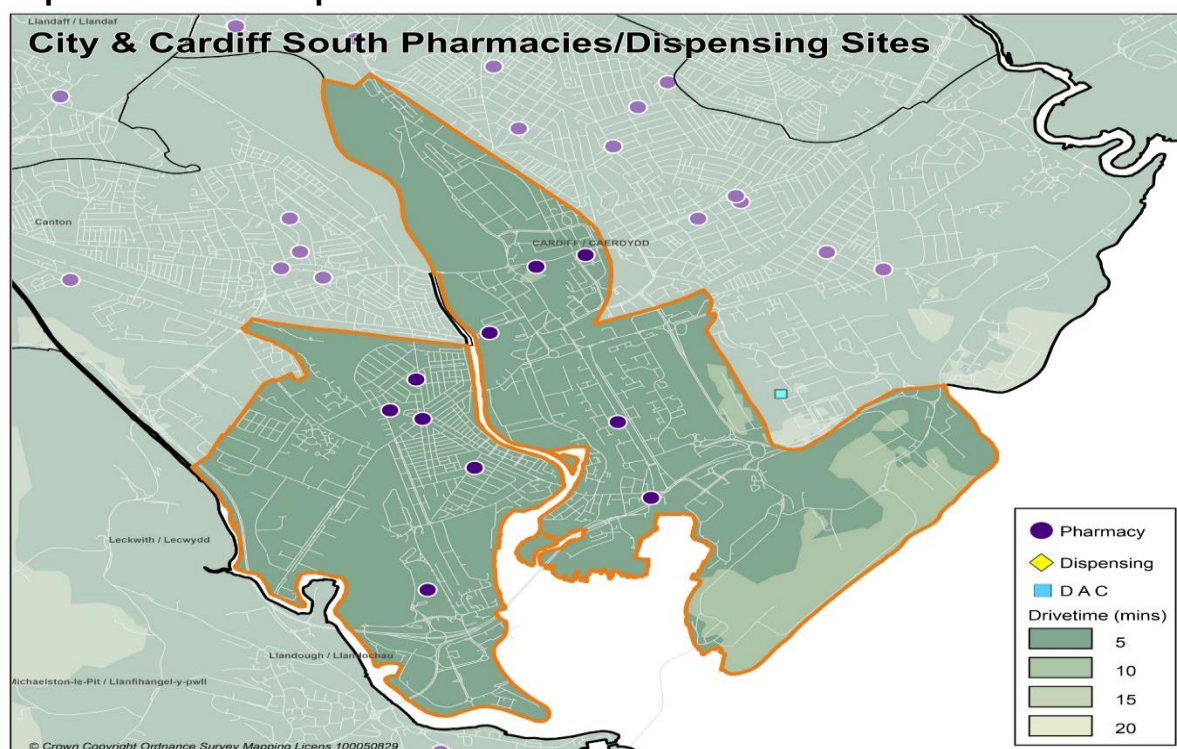 Llandaff / Llandaf
City & Cardiff South Pharmacies/Dispensing Sites
Canton
CARDIFF / CAERDYDD
Leckwith / Lecwydd
Llandough / Llandochau
Michaelston-le-Pit / Llanfihangel-y-pwll
Pharmacy
Dispensing
D A C
Drivetime (mins)
5
10
15
20
© Crown Copyright Ordnance Survey Mapping Licens 100050829